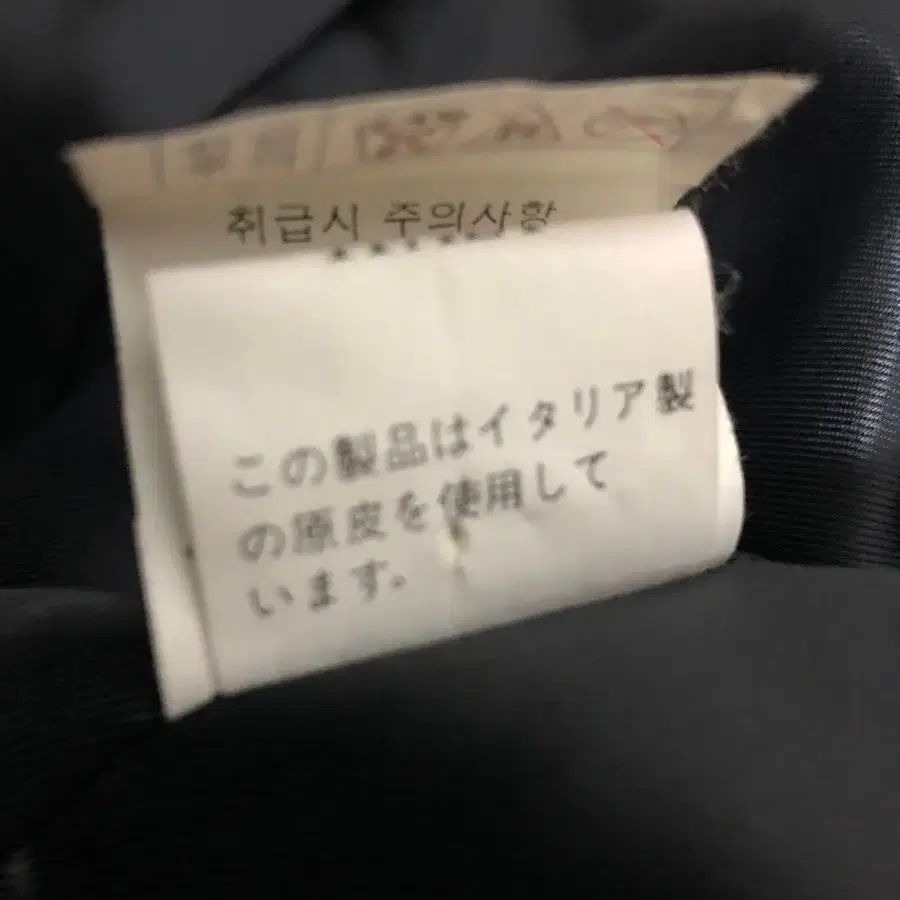 취급시 주의사항
この製品はイタリア製
の原皮を使用して
います.